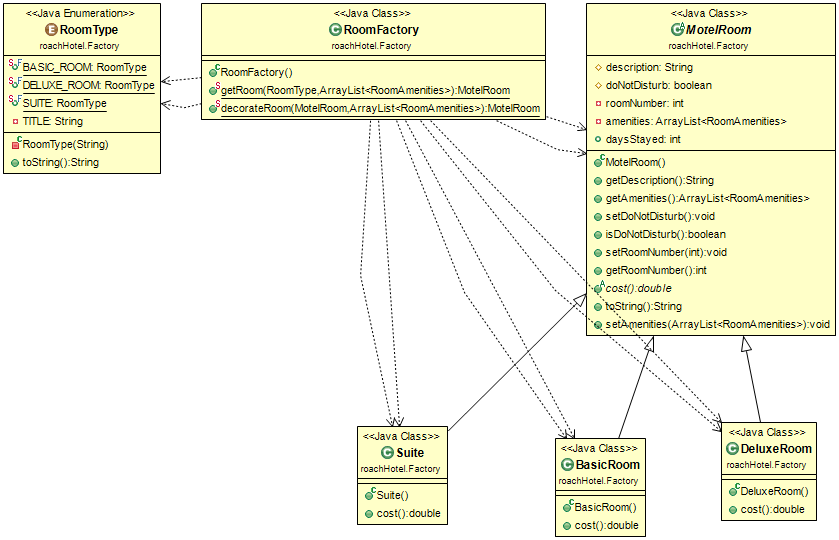 <<Java Enumeration>>
RoomType
roachHotel.Factory
BASIC_ROOM: RoomType
DELUXE_ROOM: RoomType
SUITE: RoomType
TITLE: String
RoomType(String)
toString():String
<<Java Class>>
RoomFactory
roachHotel.Factory
RoomFactory()
getRoom(RoomType,ArrayList<RoomAmenities>):MotelRoom
decorateRoom(MotelRoom,ArrayList<RoomAmenities>):MotelRoom
<<Java Class>>
MotelRoom
roachHotel.Factory
description: String
doNotDisturb: boolean
roomNumber: int
amenities: ArrayList<RoomAmenities>
daysStayed: int
MotelRoom()
getDescription():String
getAmenities():ArrayList<RoomAmenities>
setDoNotDisturb():void
isDoNotDisturb():boolean
setRoomNumber(int):void
getRoomNumber():int
cost():double
toString():String
setAmenities(ArrayList<RoomAmenities>):void
<<Java Class>>
Suite
roachHotel.Factory
Suite()
cost():double
<<Java Class>>
BasicRoom
roachHotel.Factory
BasicRoom()
cost():double
<<Java Class>>
DeluxeRoom
roachHotel.Factory
DeluxeRoom()
cost():double